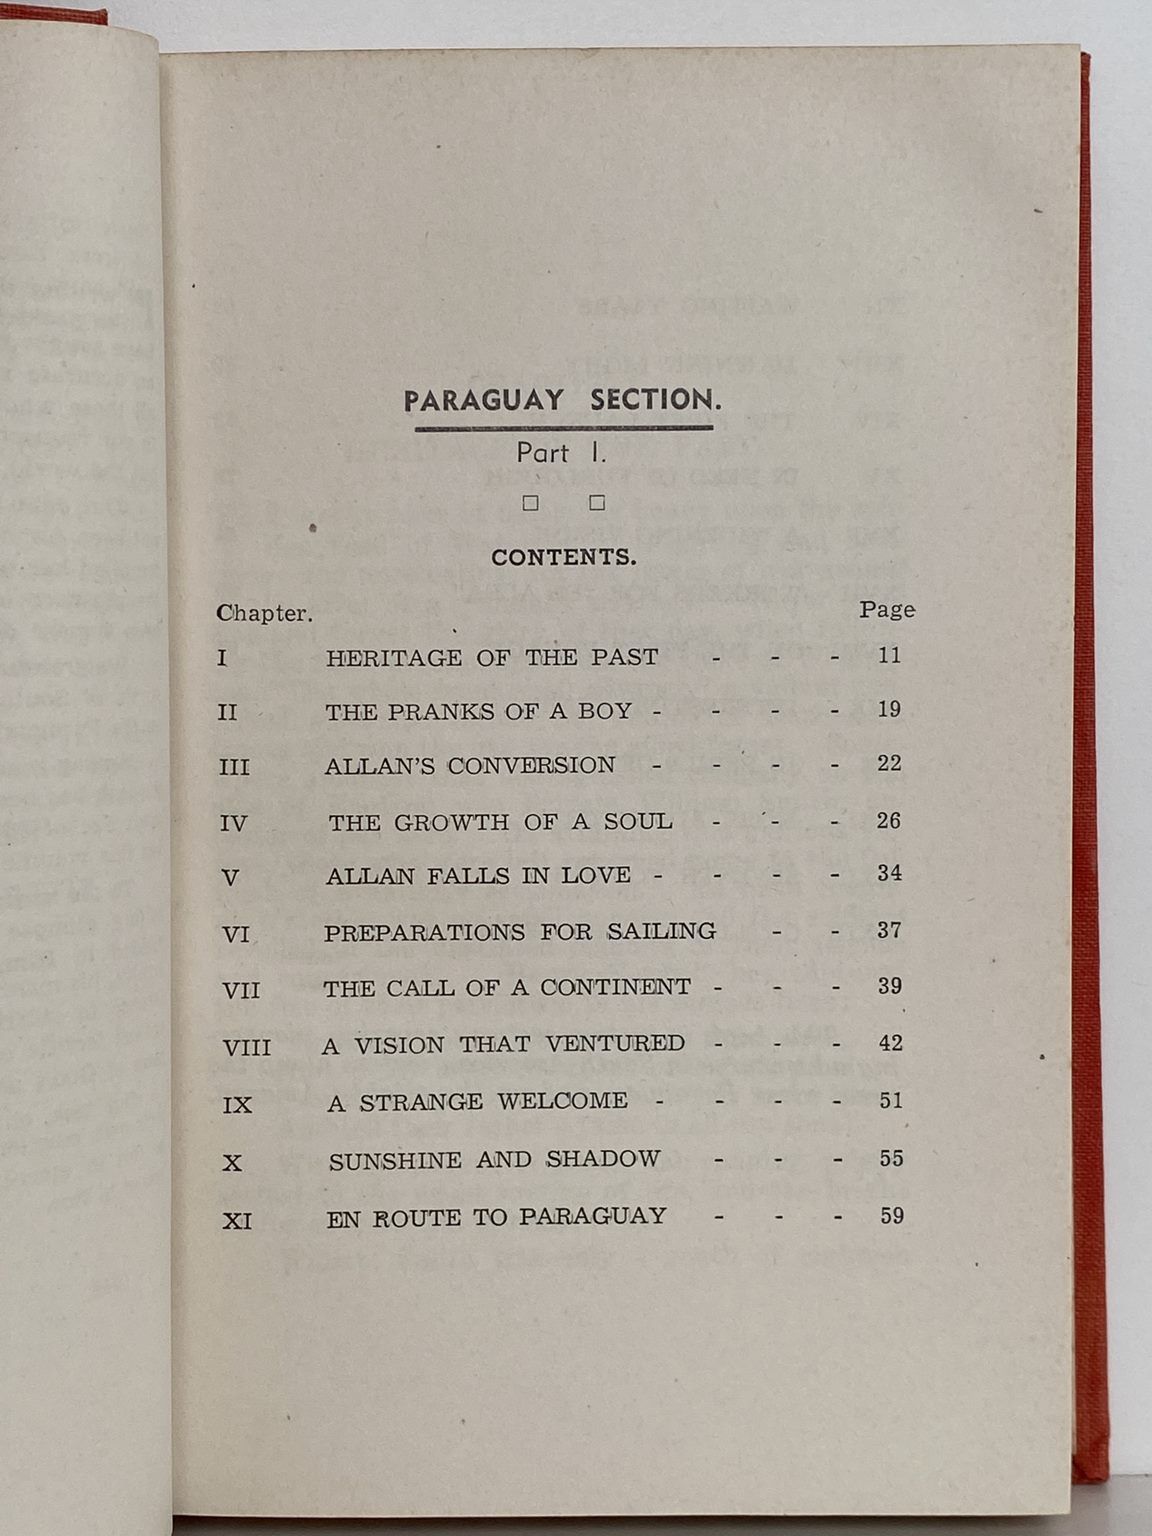 PARAGUAY SECTION.
Part I.
CONTENTS.
Chapter. Page
I HERITAGE OF THE PAST - - - 11
II THE PRANKS OF A BOY - - - - 19
III ALLAN'S CONVERSION - - - - 22
IV THE GROWTH OF A SOUL - - - 26
V ALLAN FALLS IN LOVE - - - - 34
VI PREPARATIONS FOR SAILING - - 37
VII THE CALL OF A CONTINENT - - - 39
VIII A VISION THAT VENTURED - - - 42
IX A STRANGE WELCOME - - - - 51
X SUNSHINE AND SHADOW - - - 55
XI EN ROUTE TO PARAGUAY - - - 59